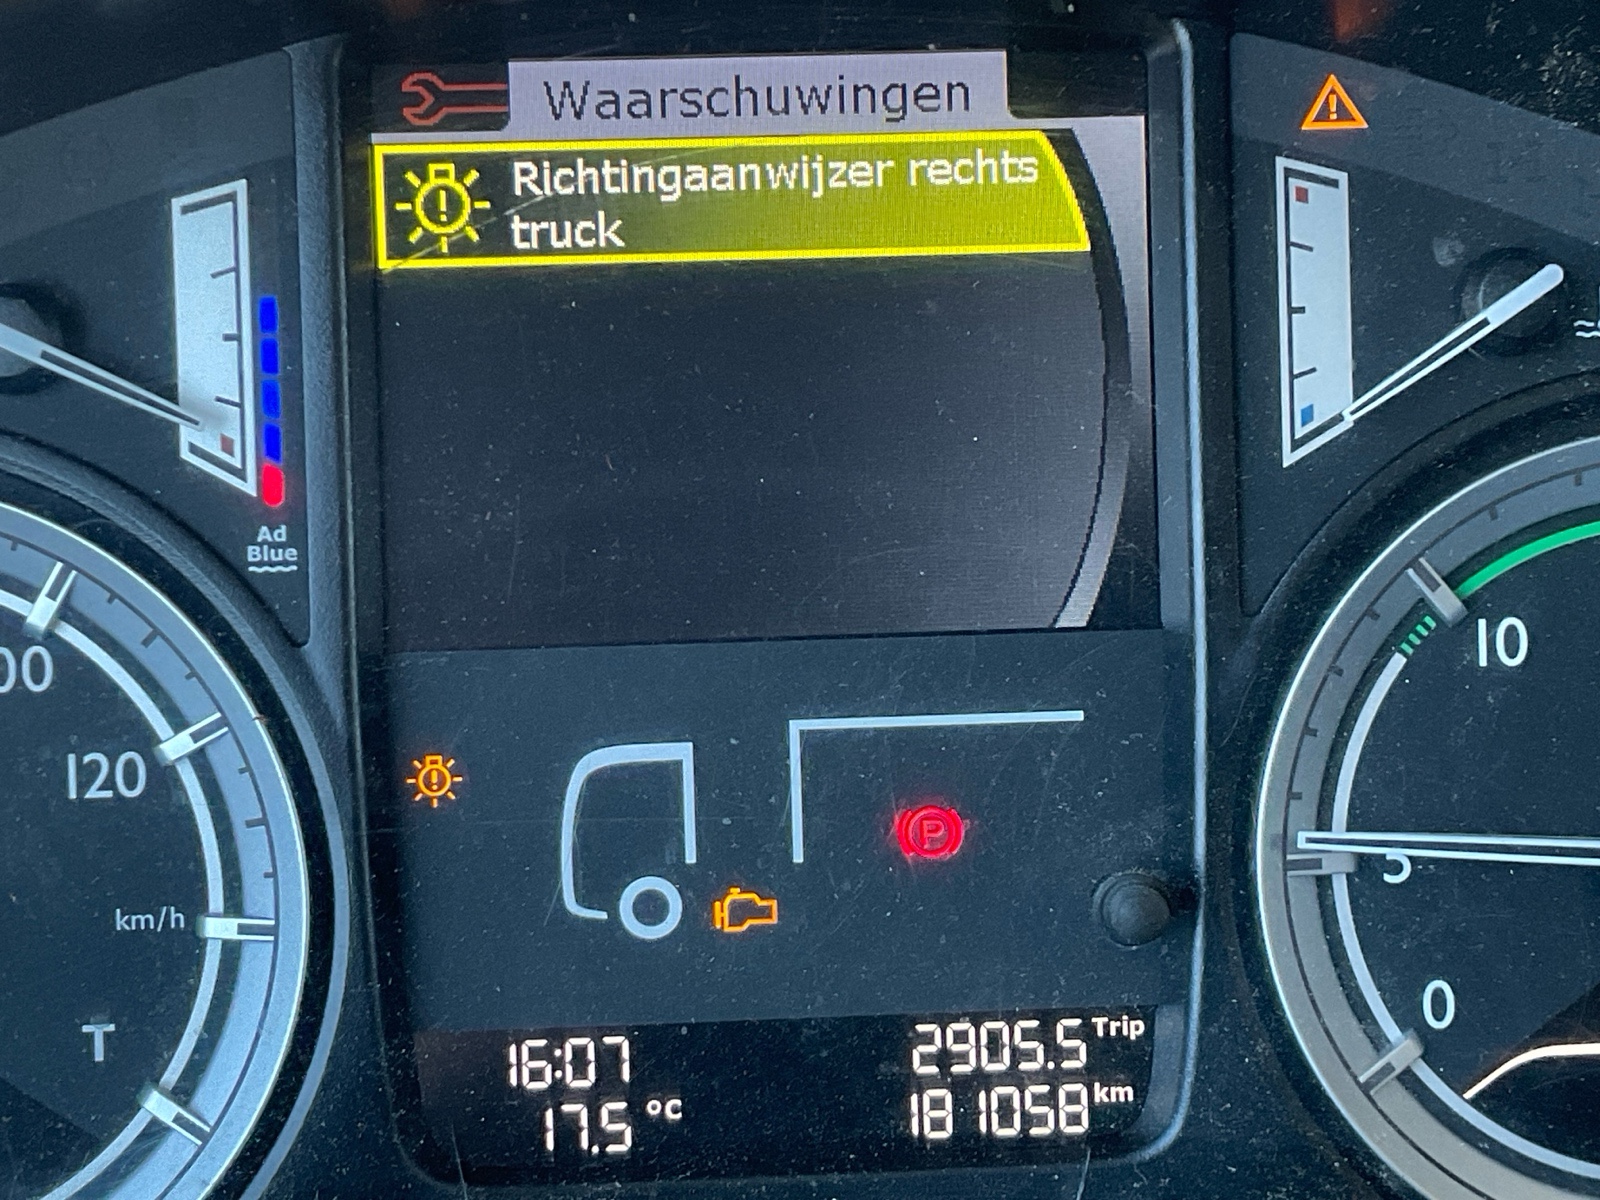 Waarschuwingen
Richtingaanwijzer rechts
truck
Ad
Blue
00
120
km/h
T
P
10
5
0
16:07
17.5 °C
2905.5 Trip
181058 km